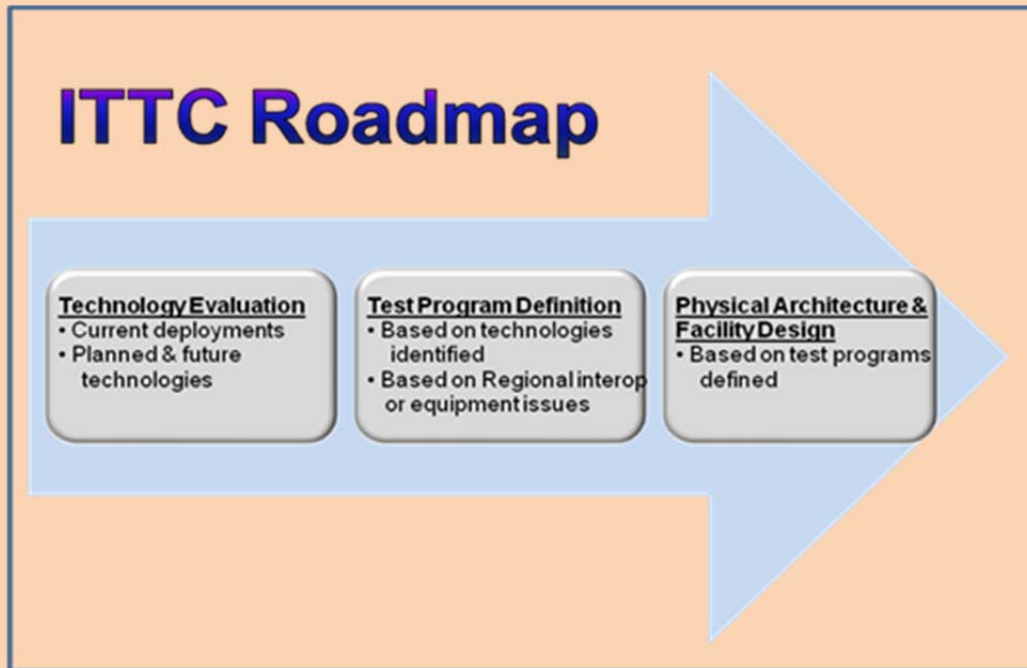 ITTC Roadmap
Technology Evaluation
• Current deployments
• Planned & future
technologies
Test Program Definition
• Based on technologies
identified
• Based on Regional interop
or equipment issues
Physical Architecture &
Facility Design
• Based on test programs
defined